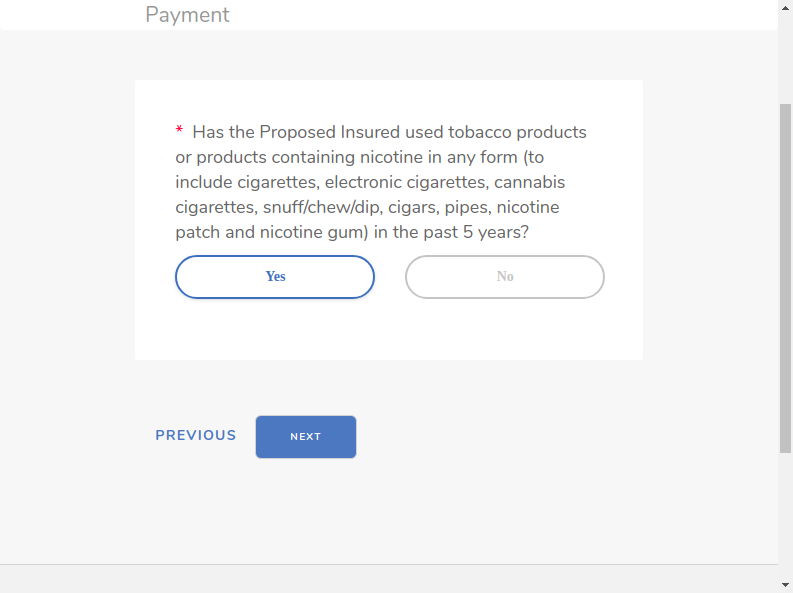 Payment
* Has the Proposed Insured used tobacco products
or products containing nicotine in any form (to
include cigarettes, electronic cigarettes, cannabis
cigarettes, snuff/chew/dip, cigars, pipes, nicotine
patch and nicotine gum) in the past 5 years?
Yes No
PREVIOUS NEXT